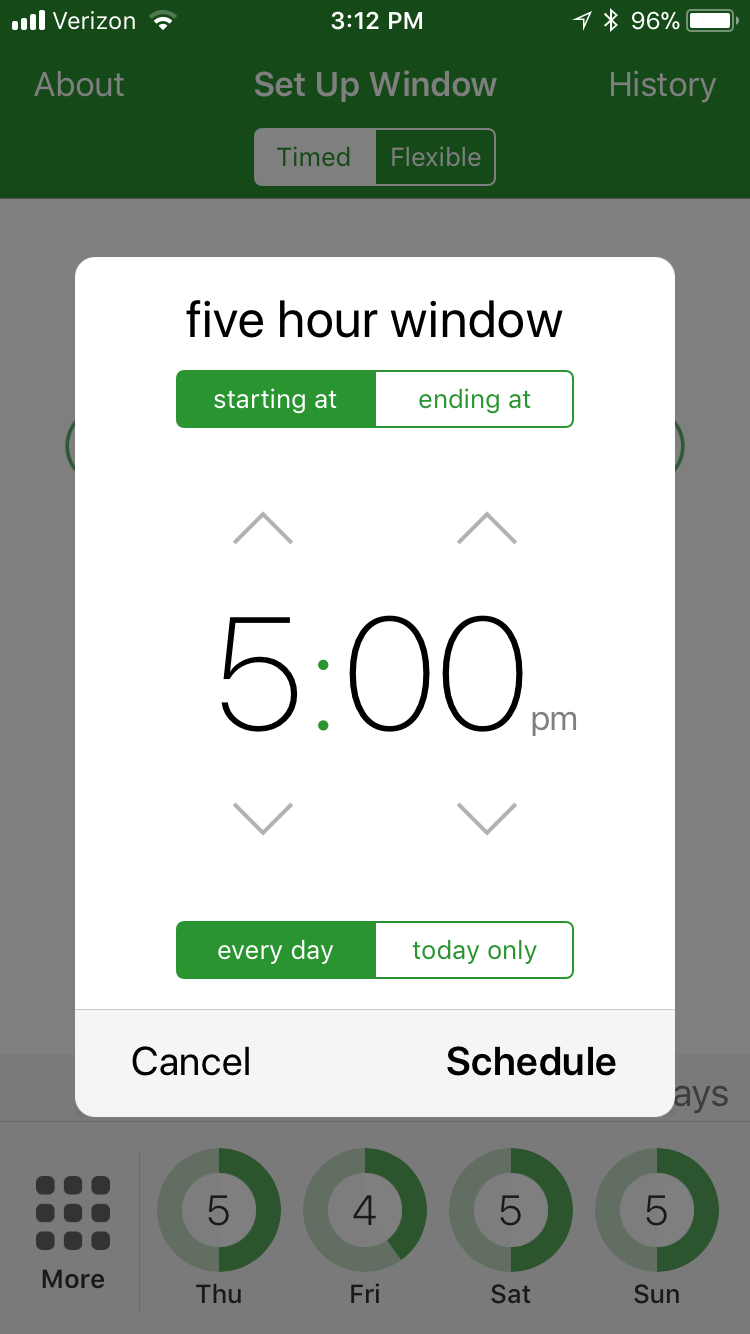 Verizon 3:12 PM 96%
About Set Up Window History
Timed Flexible
five hour window
starting at ending at
5:00 pm
every day today only
Cancel Schedule
ays
5 4 5 5
More Thu Fri Sat Sun